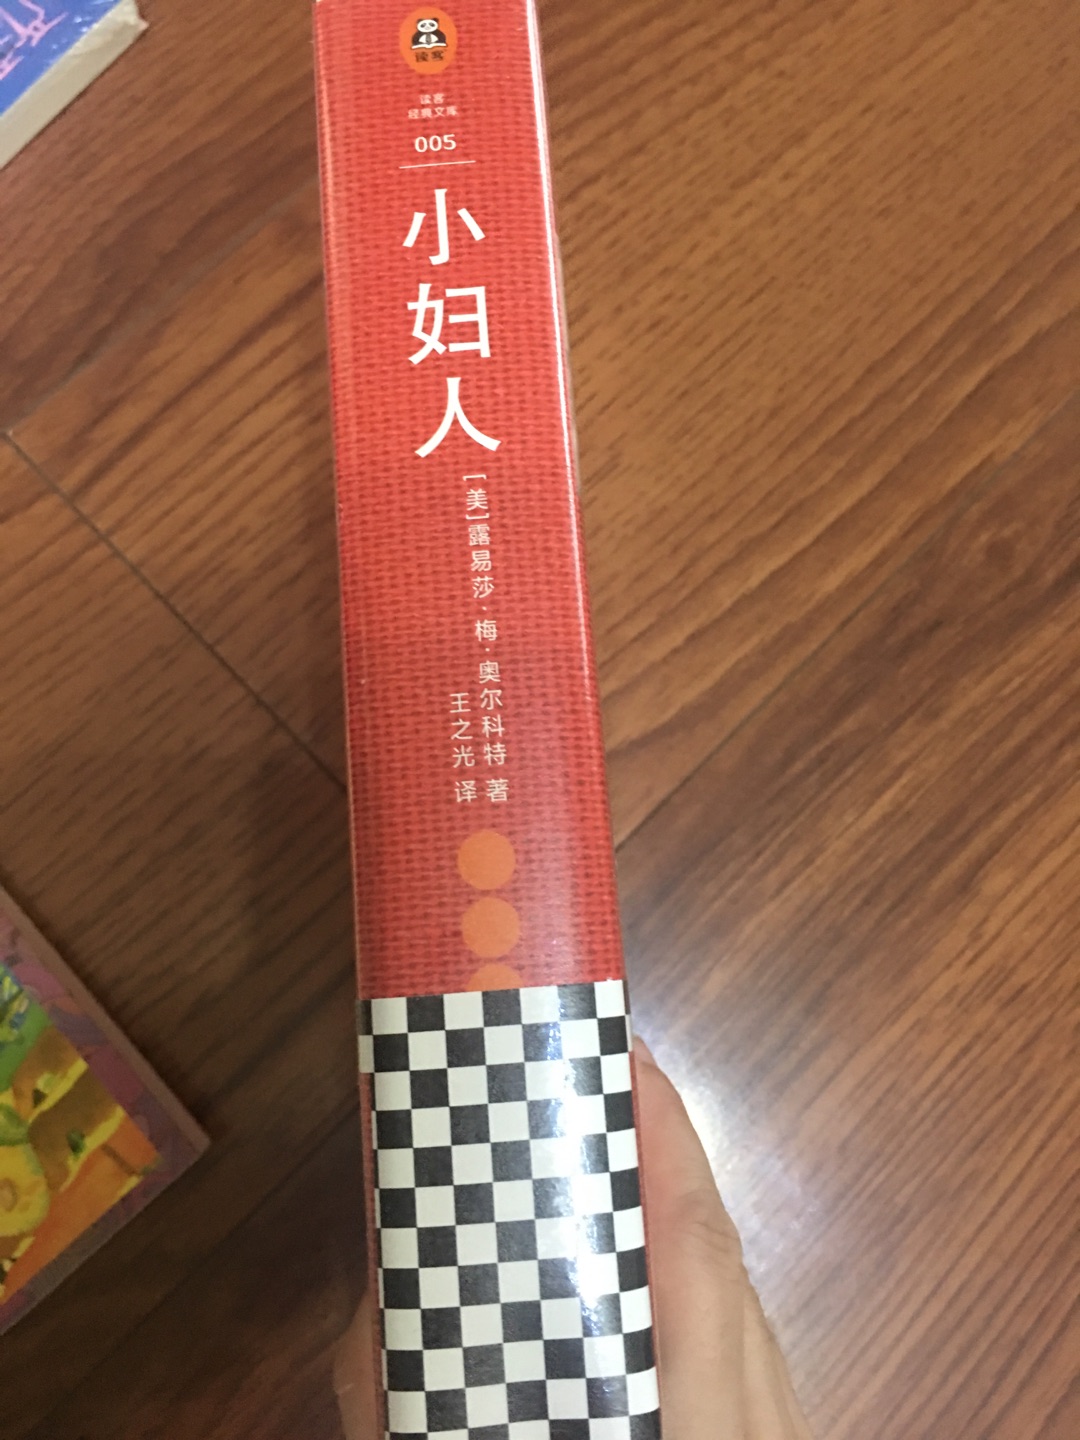 读客
读客
经典文库
005
小妇人
[美]露易莎·梅·奥尔科特 著
王之光 译